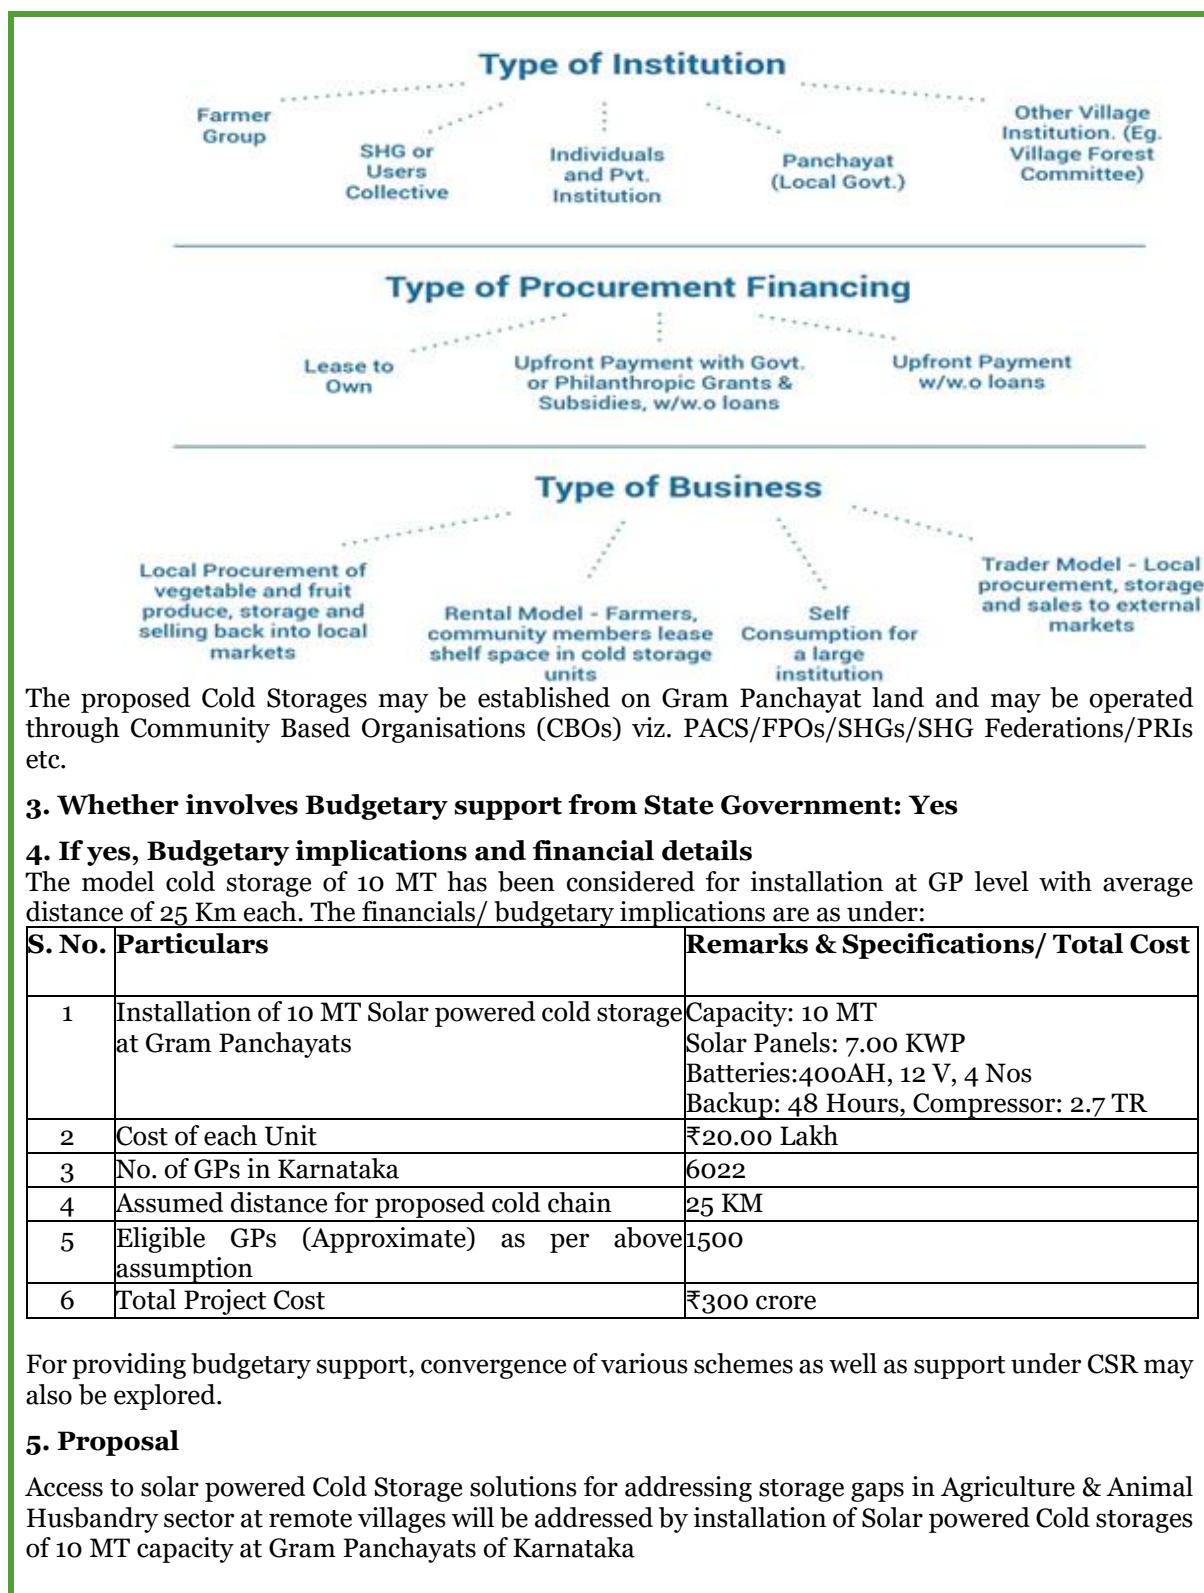 Type of Institution
Farmer
Group
SHG or
Users
Collective
Individuals
and Pvt.
Institution
Panchayat
(Local Govt.)
Other Village
Institution. (Eg.
Village Forest
Committee)
Type of Procurement Financing
Lease to
Own
Upfront Payment with Govt.
or Philanthropic Grants &
Subsidies, w/w.o loans
Upfront Payment
w/w.o loans
Type of Business
Local Procurement of
vegetable and fruit
produce, storage and
selling back into local
markets
Rental Model - Farmers,
community members lease
shelf space in cold storage
units
Self
Consumption for
a large
institution
Trader Model - Local
procurement, storage
and sales to external
markets
The proposed Cold Storages may be established on Gram Panchayat land and may be operated
through Community Based Organisations (CBOs) viz. PACS/FPOs/SHGs/SHG Federations/PRIs
etc.
3. Whether involves Budgetary support from State Government: Yes
4. If yes, Budgetary implications and financial details
The model cold storage of 10 MT has been considered for installation at GP level with average
distance of 25 Km each. The financials/ budgetary implications are as under:
S. No. Particulars Remarks & Specifications/ Total Cost
1 Installation of 10 MT Solar powered cold storage Capacity: 10 MT
at Gram Panchayats Solar Panels: 7.00 KWP
Batteries:400AH, 12 V, 4 Nos
Backup: 48 Hours, Compressor: 2.7 TR
2 Cost of each Unit ₹20.00 Lakh
3 No. of GPs in Karnataka 6022
4 Assumed distance for proposed cold chain 25 KM
5 Eligible GPs (Approximate) as per above 1500
assumption
6 Total Project Cost ₹300 crore
For providing budgetary support, convergence of various schemes as well as support under CSR may
also be explored.
5. Proposal
Access to solar powered Cold Storage solutions for addressing storage gaps in Agriculture & Animal
Husbandry sector at remote villages will be addressed by installation of Solar powered Cold storages
of 10 MT capacity at Gram Panchayats of Karnataka